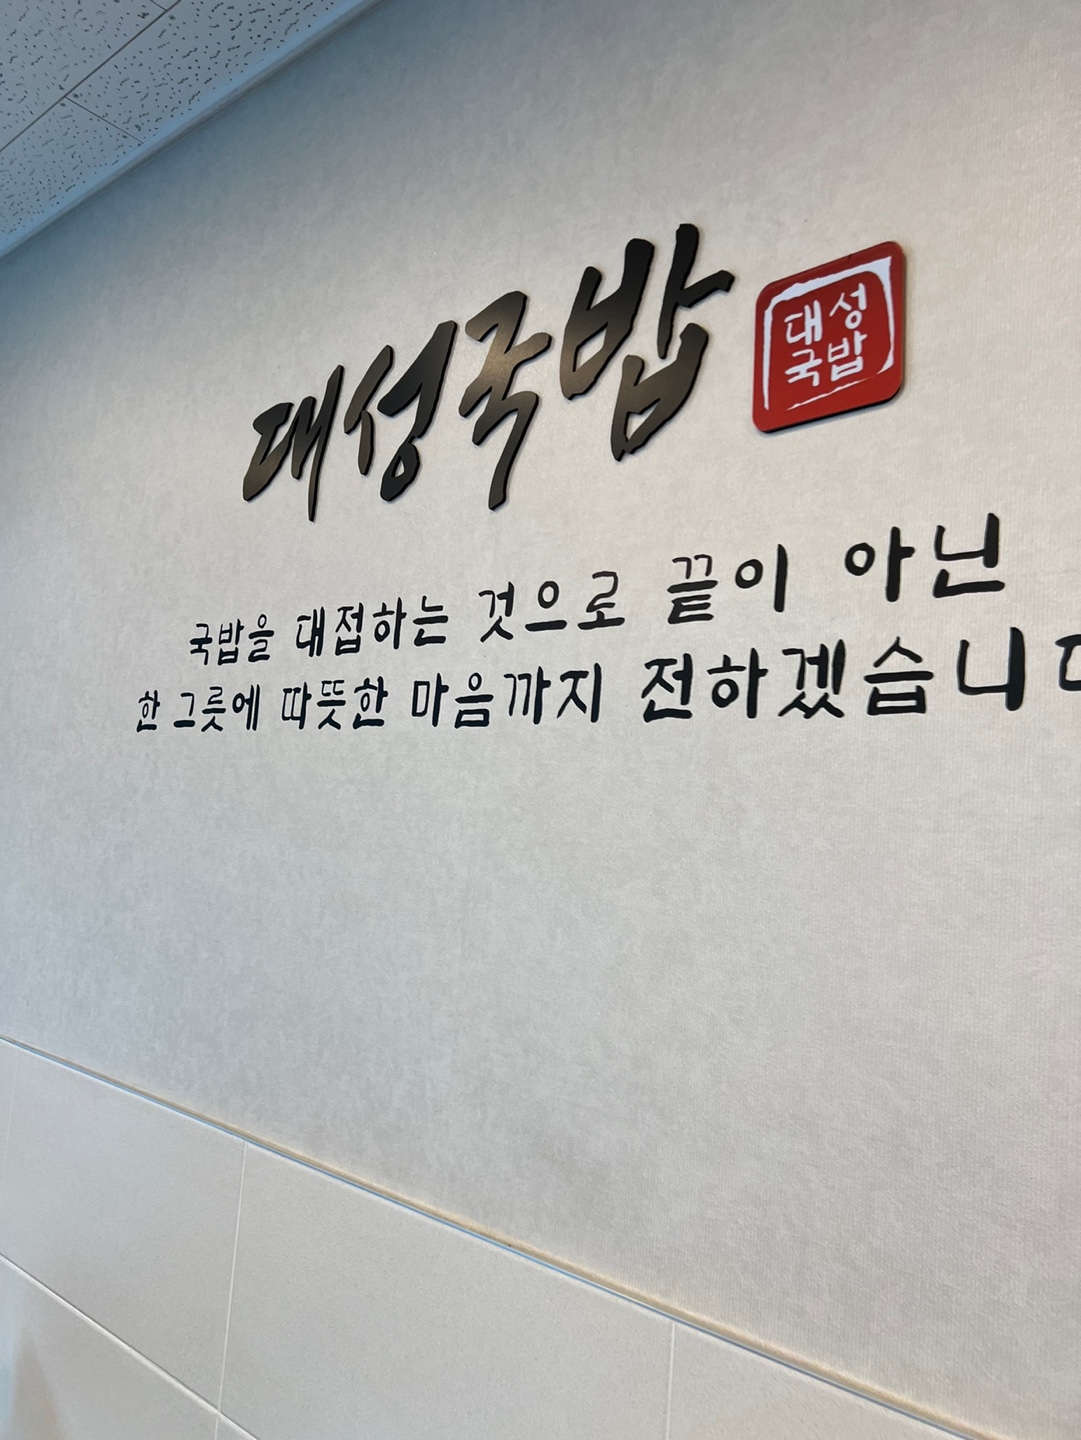 대성국밥
대성
국밥
국밥을 대접하는 것으로 끝이 아닌
한 그릇에 따뜻한 마음까지 전하겠습니다